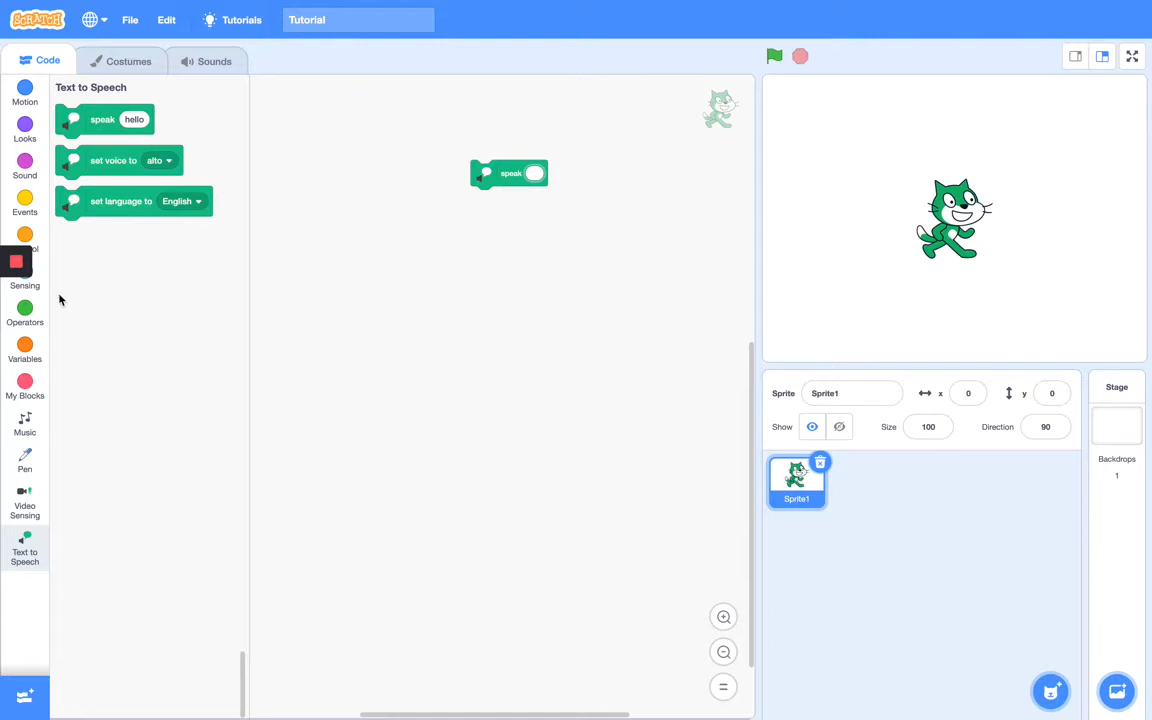 SCRATCH File Edit Tutorials Tutorial
Code Costumes Sounds
Motion
Looks
Sound
Events
Sensing
Operators
Variables
My Blocks
Music
Pen
Video
Sensing
Text to
Speech
Text to Speech
speak hello
set voice to alto
set language to English
speak
Sprite Sprite1 x 0 y 0
Show Size 100 Direction 90
Sprite1
Stage
Backdrops
1